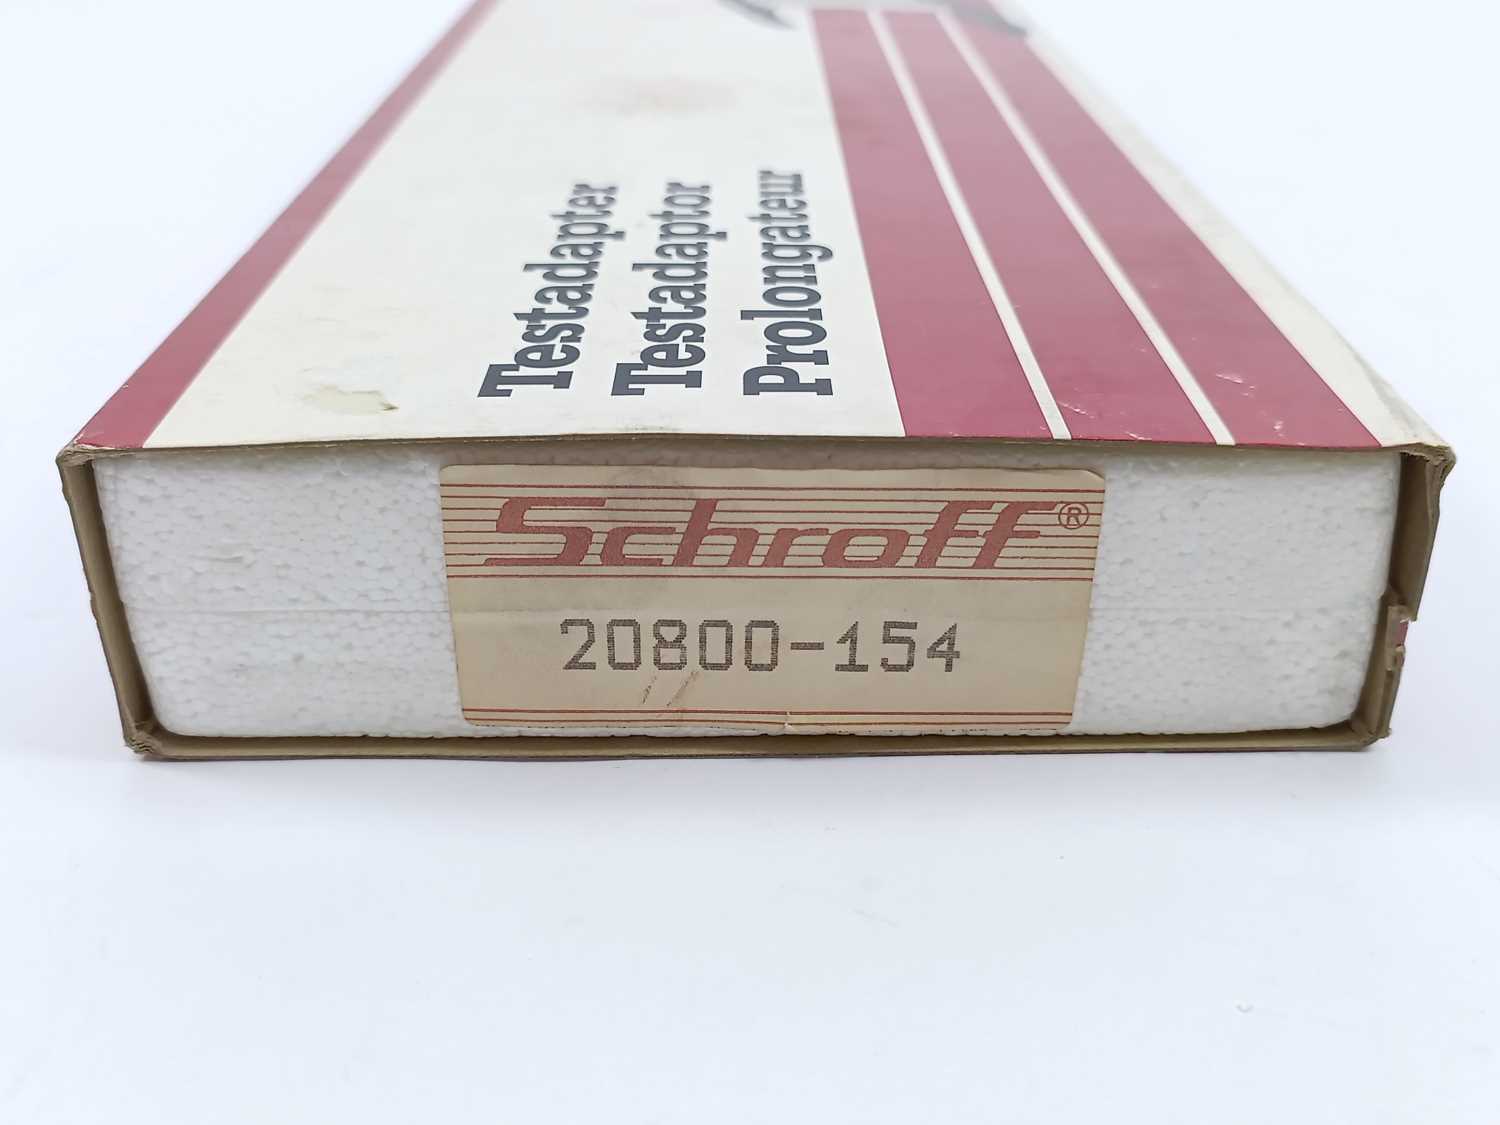 Testadapter
Testadaptor
Prolongateur
Schroff®
20800-154